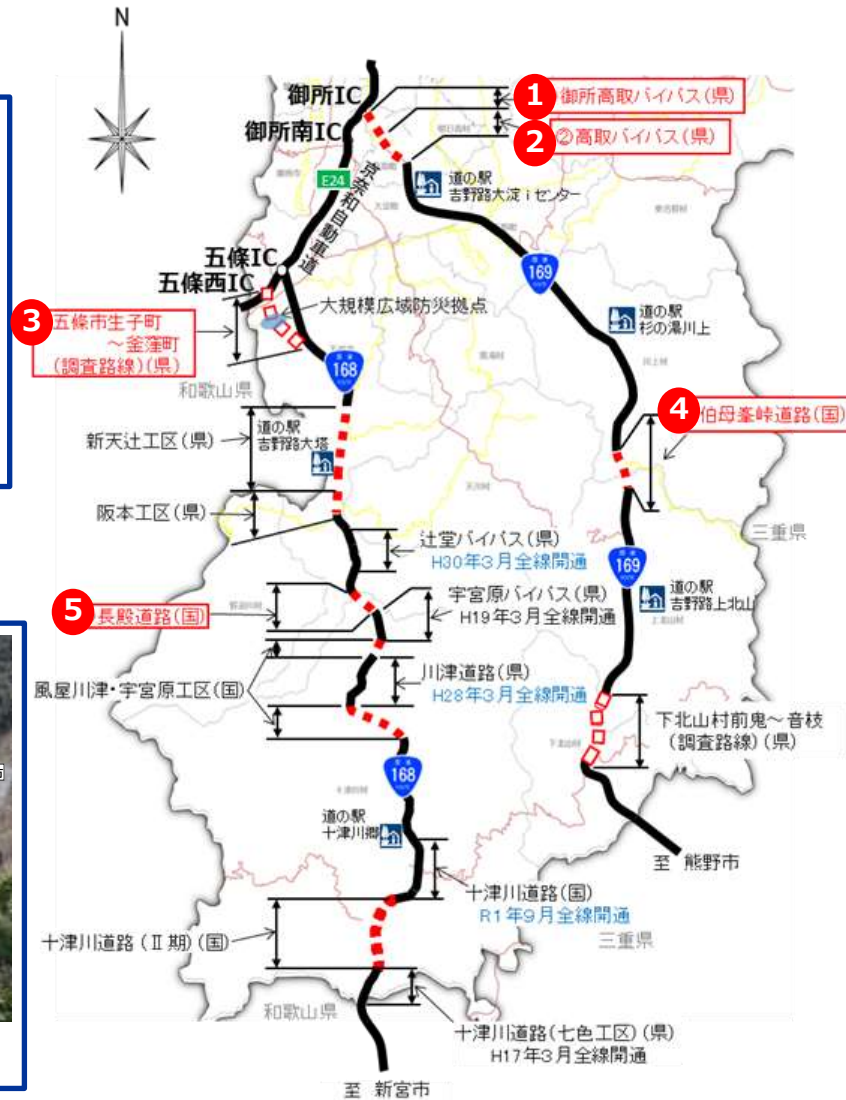 N
御所IC
御所南IC
E24
京奈和自動車道
五條IC
五條西IC
大規模広域防災拠点
1 御所高取バイパス(県)
2 ②高取バイパス(県)
道の駅
吉野路大淀iセンター
169
道の駅
杉の湯川上
川上村
3 五條市生子町
～釜窪町
(調査路線)(県)
和歌山県
168
4 伯母峯峠道路(国)
新天辻工区(県)
道の駅
吉野路大塔
天川村
阪本工区(県)
三重県
辻堂バイパス(県)
H30年3月全線開通
169
道の駅
吉野路上北山
上北山村
5 長殿道路(国)
宇宮原バイパス(県)
H19年3月全線開通
風屋川津・宇宮原工区(国)
川津道路(県)
H28年3月全線開通
下北山村
下北山村前鬼～音枝
(調査路線)(県)
168
道の駅
十津川郷
至 熊野市
十津川道路(国)
R1年9月全線開通
三重県
十津川道路(Ⅱ期)(国)
和歌山県
十津川道路(七色工区)(県)
H17年3月全線開通
至 新宮市